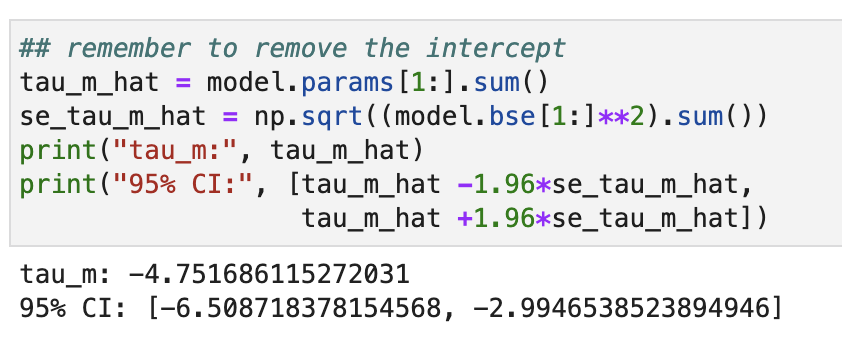 ## remember to remove the intercept
tau_m_hat = model.params[1:].sum()
se_tau_m_hat = np.sqrt((model.bse[1:]**2).sum())
print("tau_m:", tau_m_hat)
print("95% CI:", [tau_m_hat -1.96*se_tau_m_hat,
tau_m_hat +1.96*se_tau_m_hat])
tau_m: -4.751686115272031
95% CI: [-6.508718378154568, -2.9946538523894946]